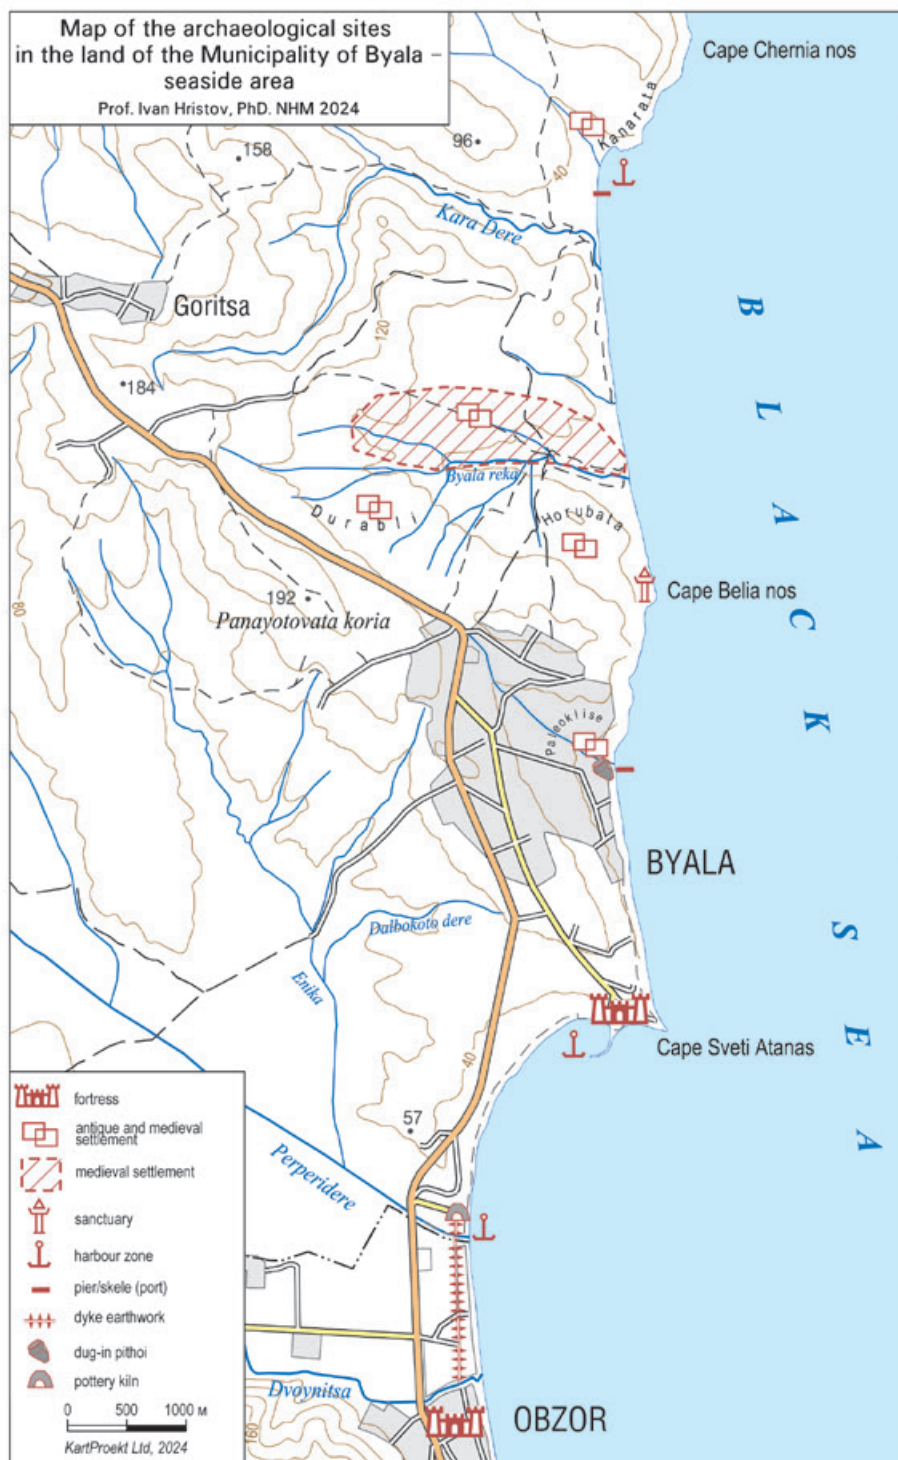 Map of the archaeological sites
in the land of the Municipality of Byala –
seaside area
Prof. Ivan Hristov, PhD. NHM 2024
Cape Chernia nos
Kanarata
96
158
40
Kara Dere
Goritsa
120
184
Byala reka
Durabli
Horubata
Cape Belia nos
192
Panayotovata koria
80
Paleoklise
BYALA
BLACK SEA
Dalbokoto dere
Enika
40
Cape Sveti Atanas
57
Perperidere
Dvoynitsa
OBZOR
160
fortress
antique and medieval
settlement
medieval settlement
sanctuary
harbour zone
pier/skele (port)
dyke earthwork
dug-in pithoi
pottery kiln
0 500 1000 м
KartProekt Ltd, 2024